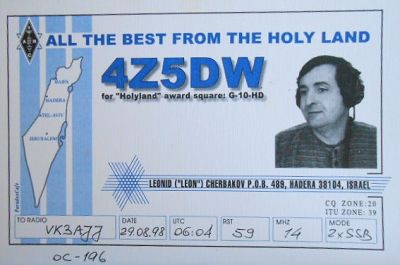 ALL THE BEST FROM THE HOLY LAND
4Z5DW
for "Holyland" award square: G-10-HD
HAIFA
HADERA
TEL-AVIV
JERUSALEM
LEONID ("LEON") CHERBAKOV P.O.B. 489, HADERA 38104, ISRAEL
CQ ZONE:20
ITU ZONE: 39
TO RADIO DATE UTC RST MHZ MODE
VK3AJJ 29.08.98 06:04 59 14 2xSSB
OC-196